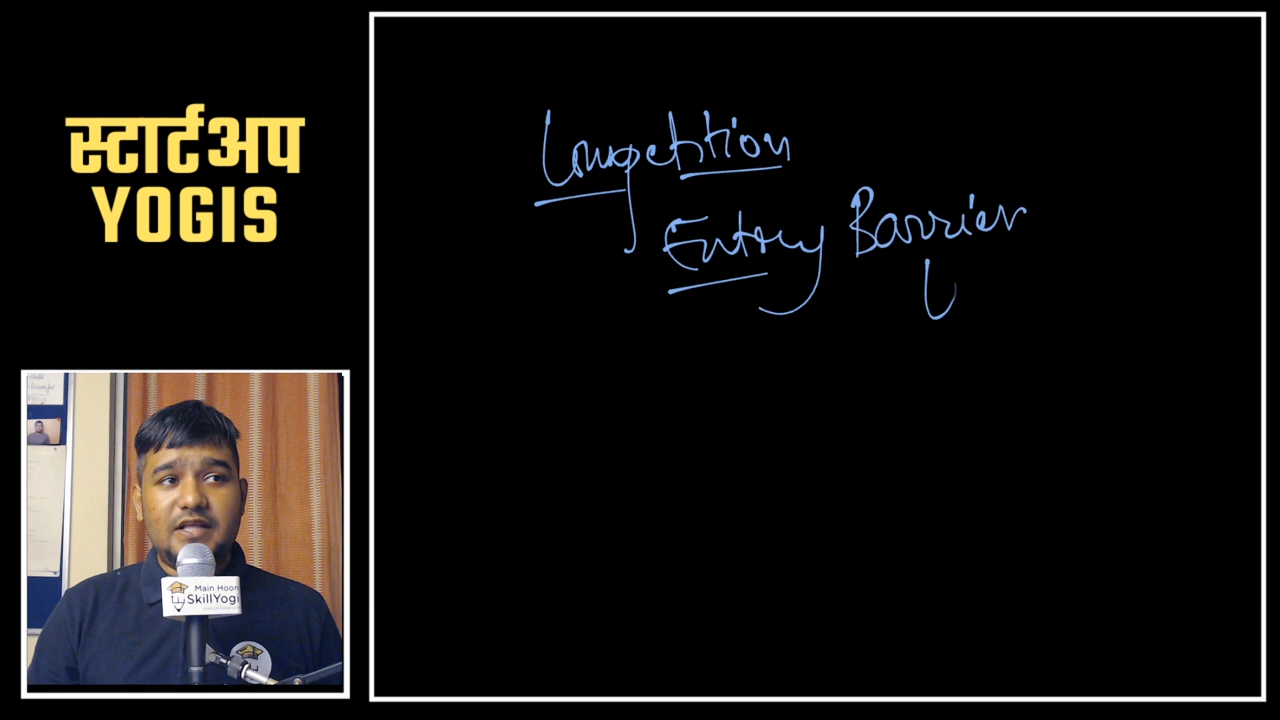 स्टार्टअप
YOGIS
Competition
Entry Barrier
Main Hoon
SkillYogi